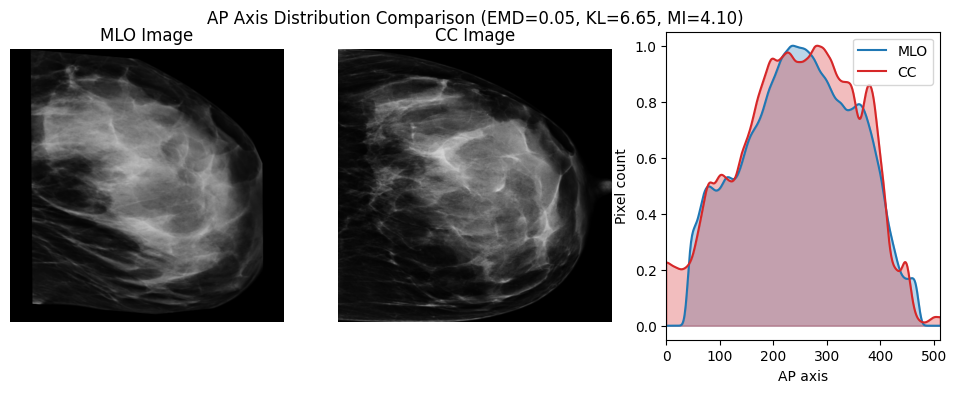 AP Axis Distribution Comparison (EMD=0.05, KL=6.65, MI=4.10)
MLO Image
CC Image
MLO
CC
Pixel count
1.0
0.8
0.6
0.4
0.2
0.0
0 100 200 300 400 500
AP axis